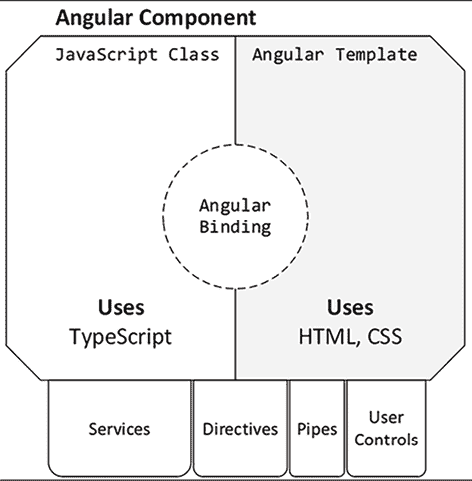 Angular Component
JavaScript Class
Angular Template
Angular
Binding
Uses
TypeScript
Uses
HTML, CSS
Services
Directives
Pipes
User
Controls